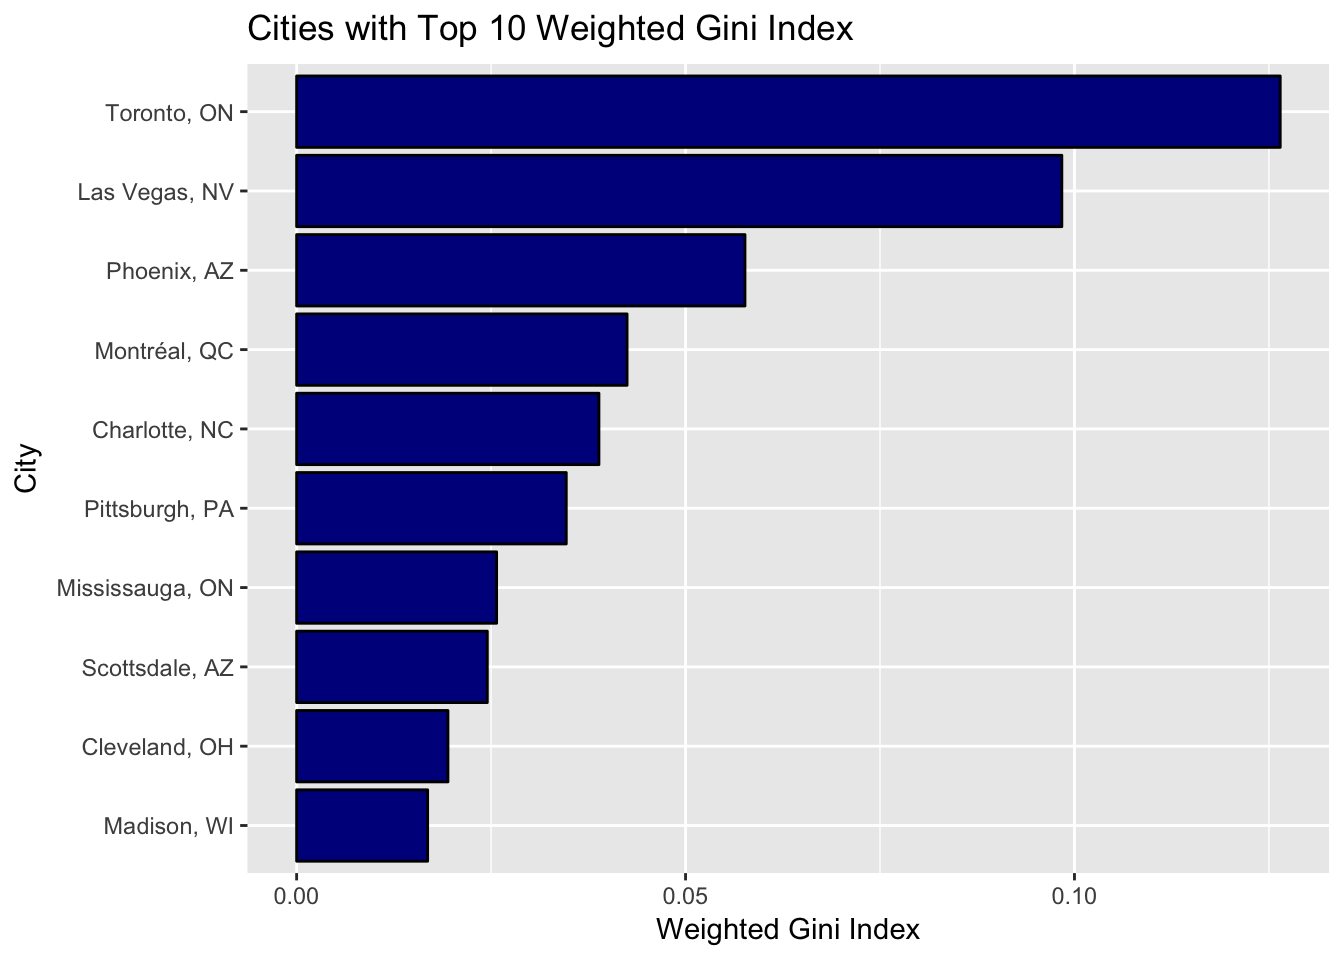 Cities with Top 10 Weighted Gini Index
Toronto, ON
Las Vegas, NV
Phoenix, AZ
Montréal, QC
Charlotte, NC
Pittsburgh, PA
Mississauga, ON
Scottsdale, AZ
Cleveland, OH
Madison, WI
City
0.00
0.05
0.10
Weighted Gini Index